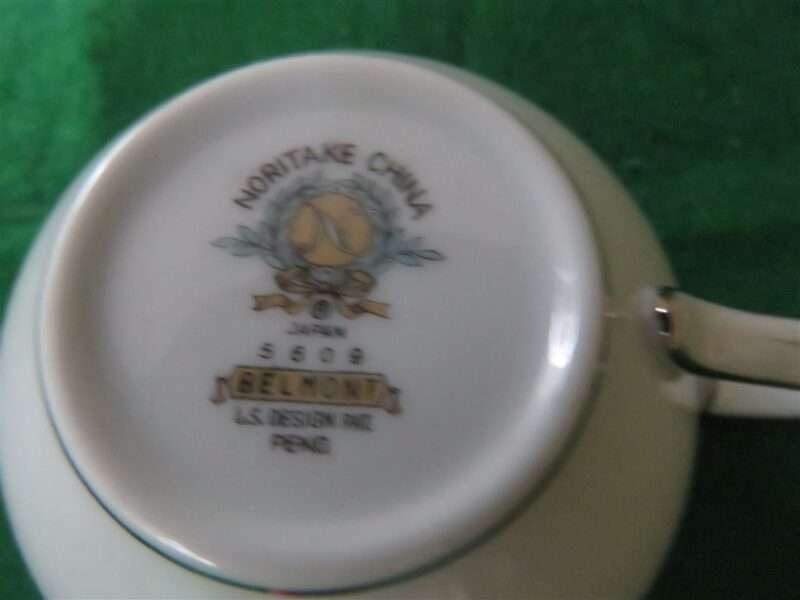 NORITAKE CHINA
N
®
JAPAN
5609
BELMONT
U.S. DESIGN PAT.
PEND